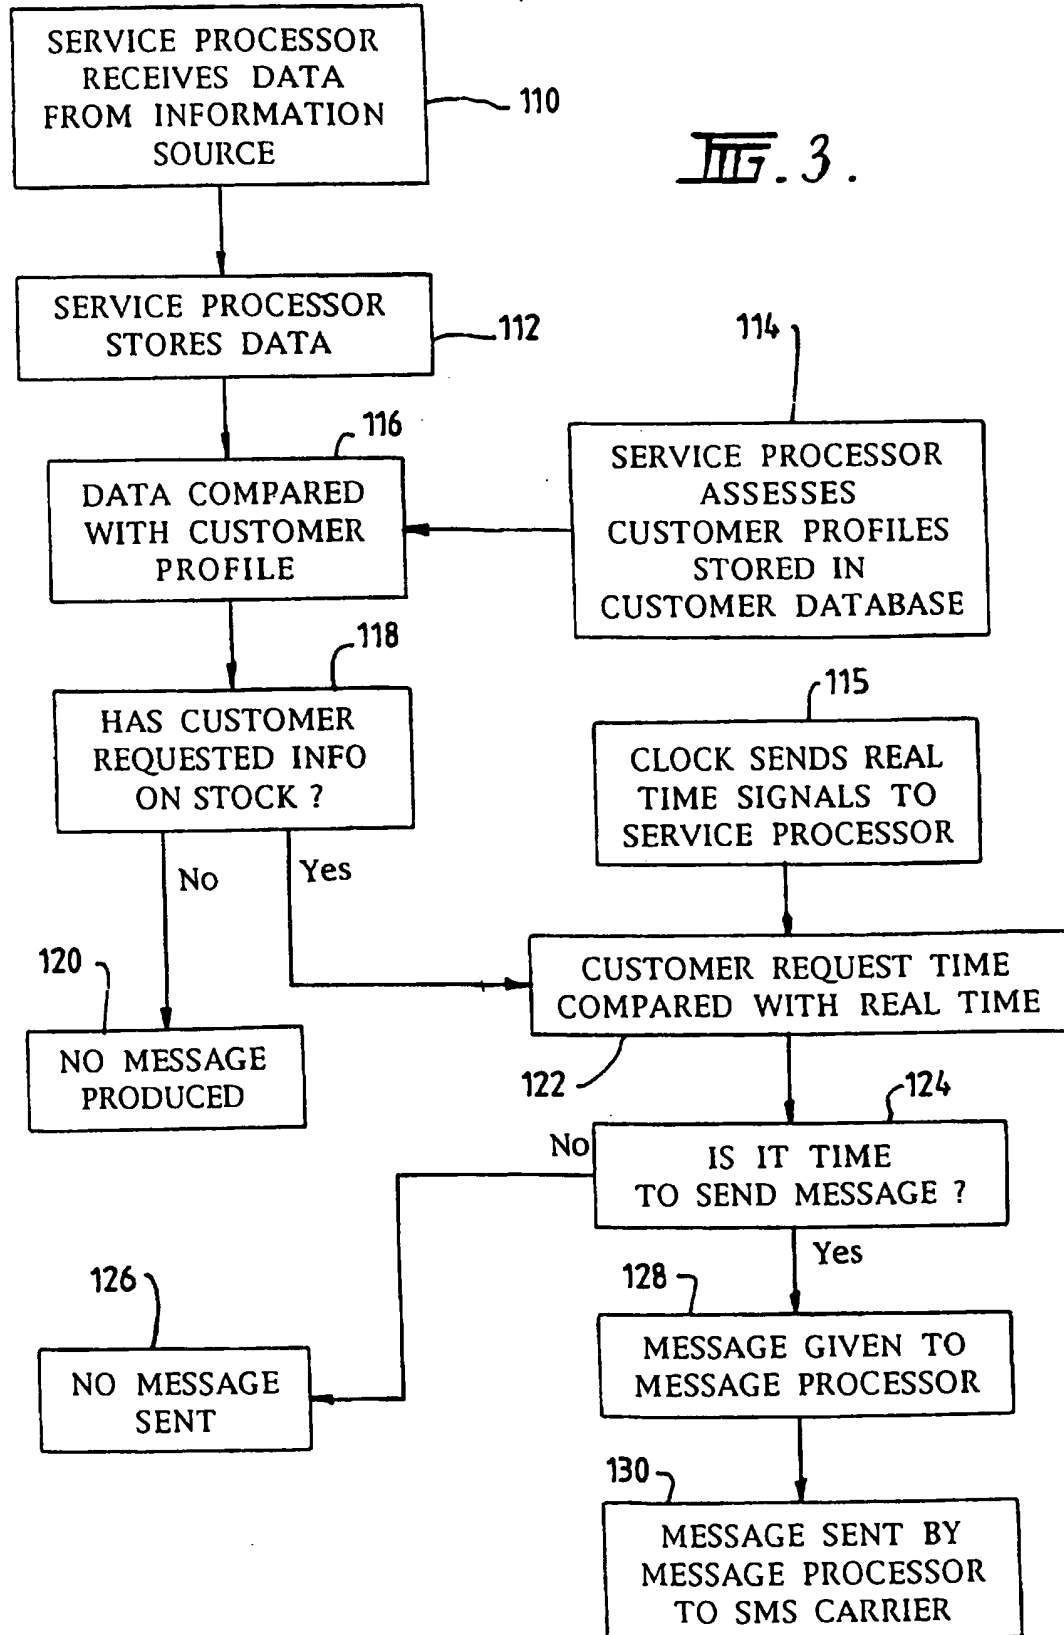 SERVICE PROCESSOR
RECEIVES DATA
FROM INFORMATION
SOURCE
110
FIG. 3.
SERVICE PROCESSOR
STORES DATA
112
114
116
DATA COMPARED
WITH CUSTOMER
PROFILE
SERVICE PROCESSOR
ASSESSES
CUSTOMER PROFILES
STORED IN
CUSTOMER DATABASE
118
HAS CUSTOMER
REQUESTED INFO
ON STOCK ?
115
CLOCK SENDS REAL
TIME SIGNALS TO
SERVICE PROCESSOR
No
Yes
120
NO MESSAGE
PRODUCED
CUSTOMER REQUEST TIME
COMPARED WITH REAL TIME
122
124
No
IS IT TIME
TO SEND MESSAGE ?
Yes
126
NO MESSAGE
SENT
128
MESSAGE GIVEN TO
MESSAGE PROCESSOR
130
MESSAGE SENT BY
MESSAGE PROCESSOR
TO SMS CARRIER